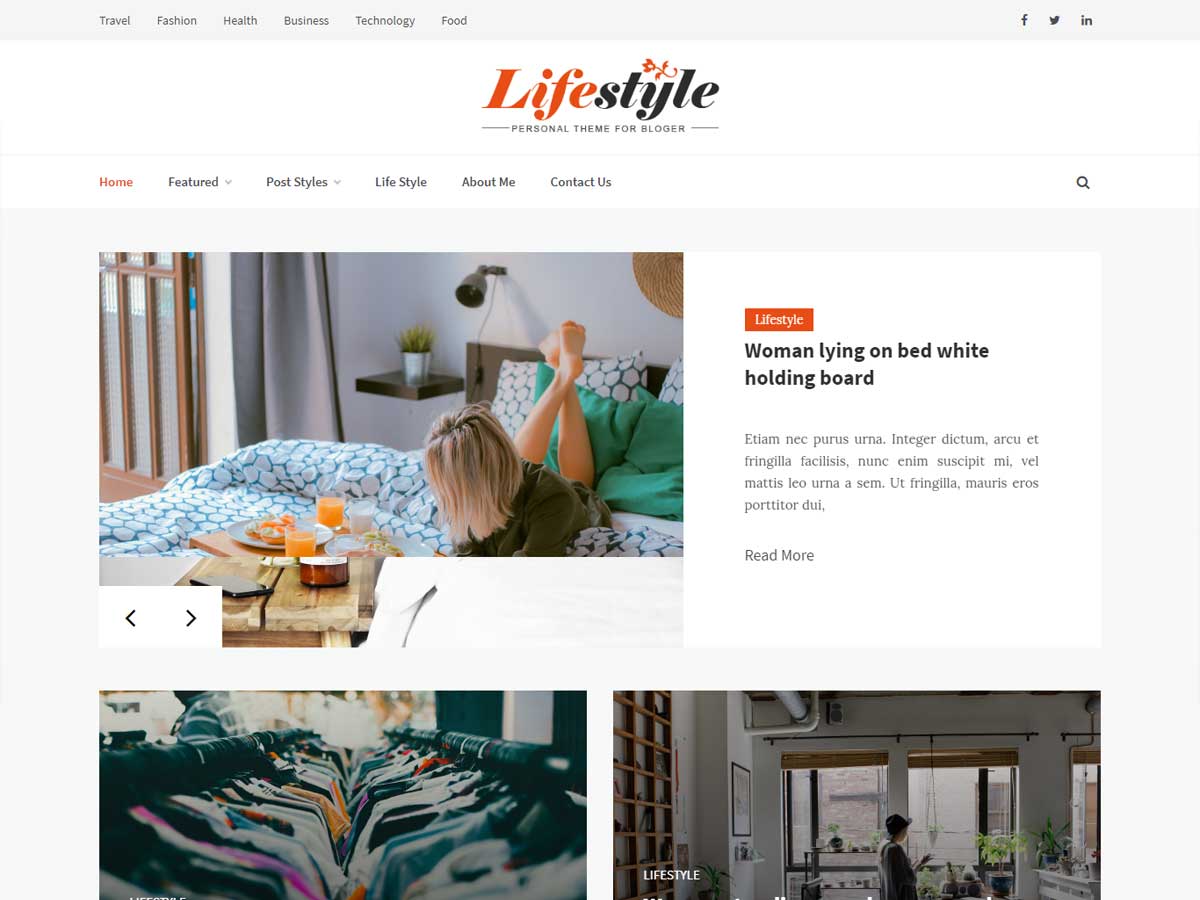 Travel Fashion Health Business Technology Food
Lifestyle
PERSONAL THEME FOR BLOGER
Home Featured Post Styles Life Style About Me Contact Us
Lifestyle
Woman lying on bed white
holding board
Etiam nec purus urna. Integer dictum, arcu et
fringilla facilisis, nunc enim suscipit mi, vel
mattis leo urna a sem. Ut fringilla, mauris eros
porttitor dui,
Read More
LIFESTYLE
LIFESTYLE